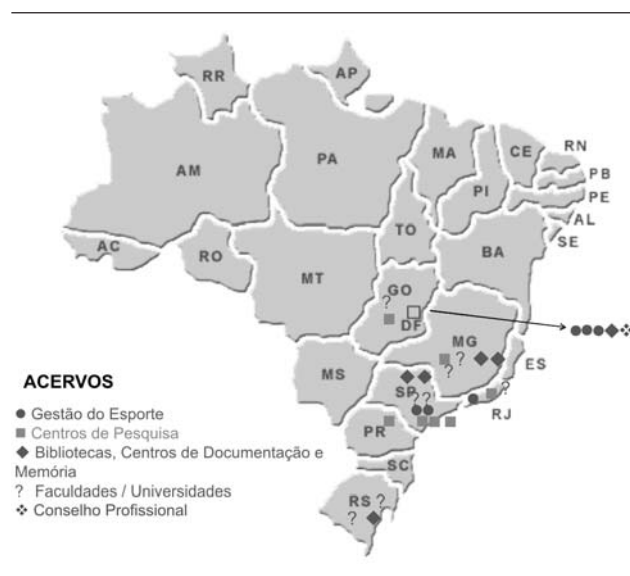 RR
AP
AM
PA
MA
CE
RN
PB
PI
PE
AL
SE
AC
RO
TO
BA
MT
GO
?
DF
MG
?
?
ES
MS
SP
? ?
?
RJ
PR
SC
RS ?
?
ACERVOS
Gestão do Esporte
Centros de Pesquisa
Bibliotecas, Centros de Documentação e
Memória
? Faculdades / Universidades
Conselho Profissional